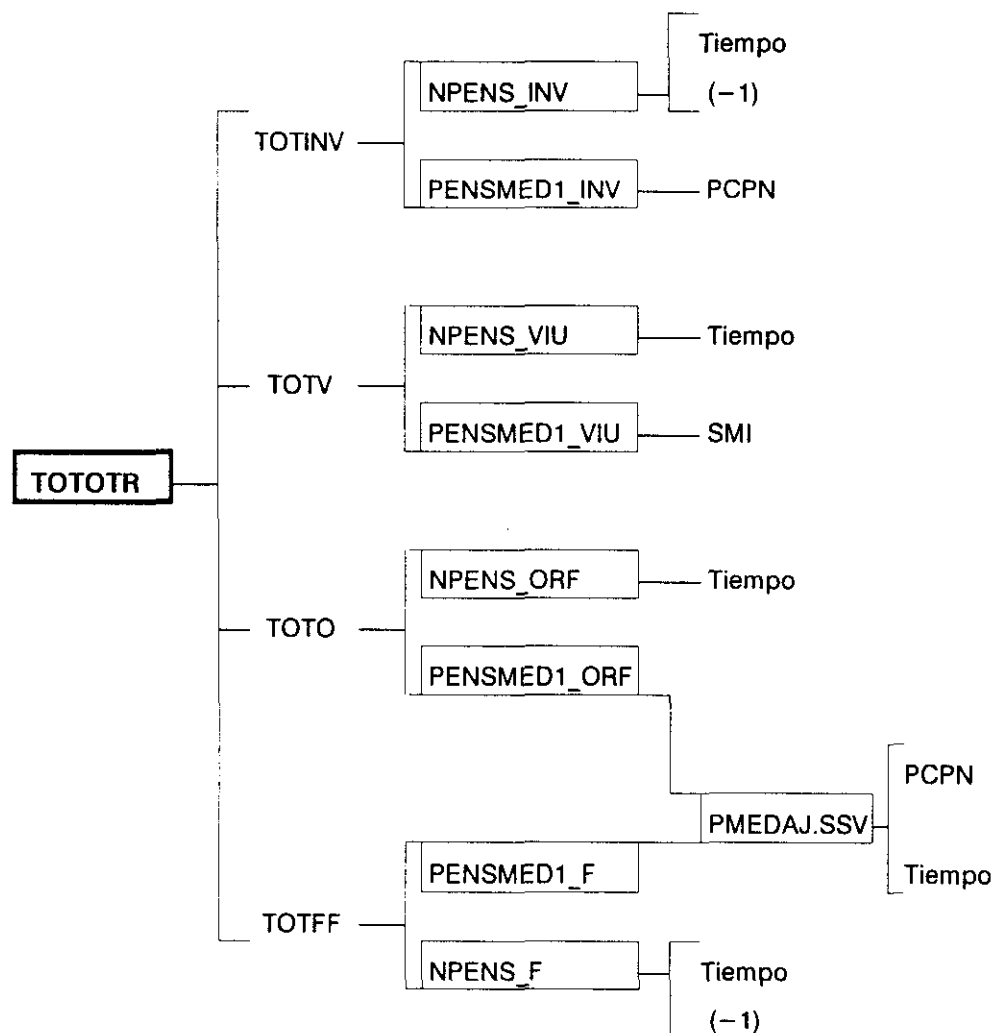 Tiempo
NPENS_INV
(−1)
TOTINV
PENSMED1_INV
PCPN
NPENS_VIU
Tiempo
TOTV
PENSMED1_VIU
SMI
TOTOTR
NPENS_ORF
Tiempo
TOTO
PENSMED1_ORF
PCPN
PMEDAJ.SSV
PENSMED1_F
Tiempo
TOTFF
NPENS_F
Tiempo
(−1)